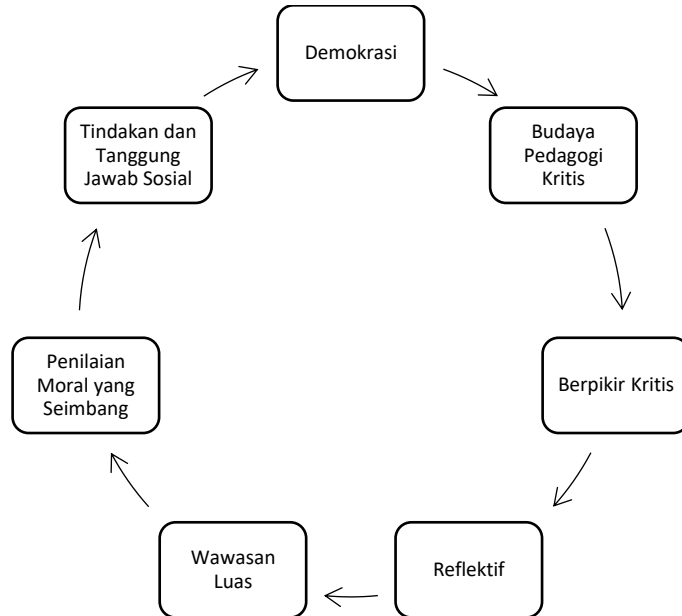 Demokrasi
Budaya
Pedagogi
Kritis
Berpikir Kritis
Reflektif
Wawasan
Luas
Penilaian
Moral yang
Seimbang
Tindakan dan
Tanggung
Jawab Sosial